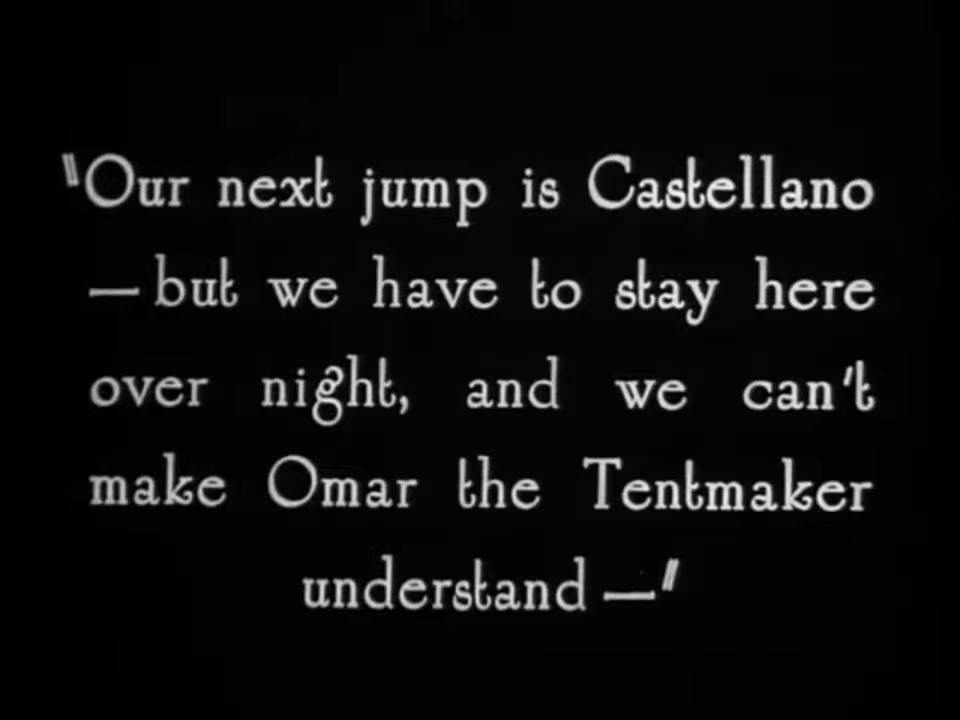 "Our next jump is Castellano
—but we have to stay here
over night, and we can't
make Omar the Tentmaker
understand—"